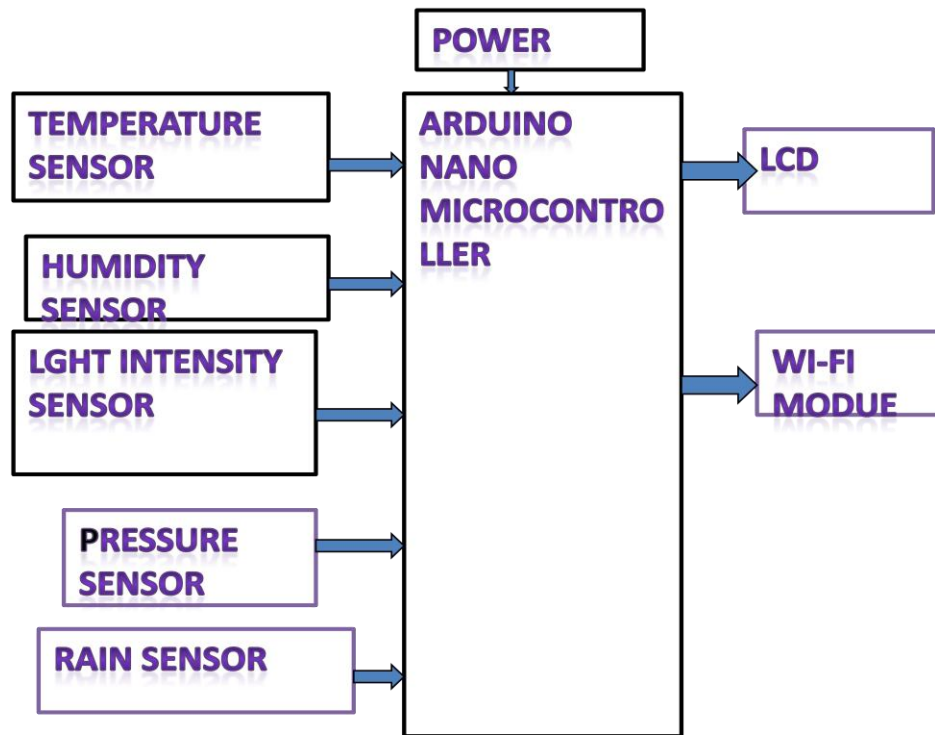 POWER
TEMPERATURE
SENSOR
ARDUINO
NANO
MICROCONTRO
LLER
LCD
HUMIDITY
SENSOR
LGHT INTENSITY
SENSOR
WI-FI
MODUE
PRESSURE
SENSOR
RAIN SENSOR